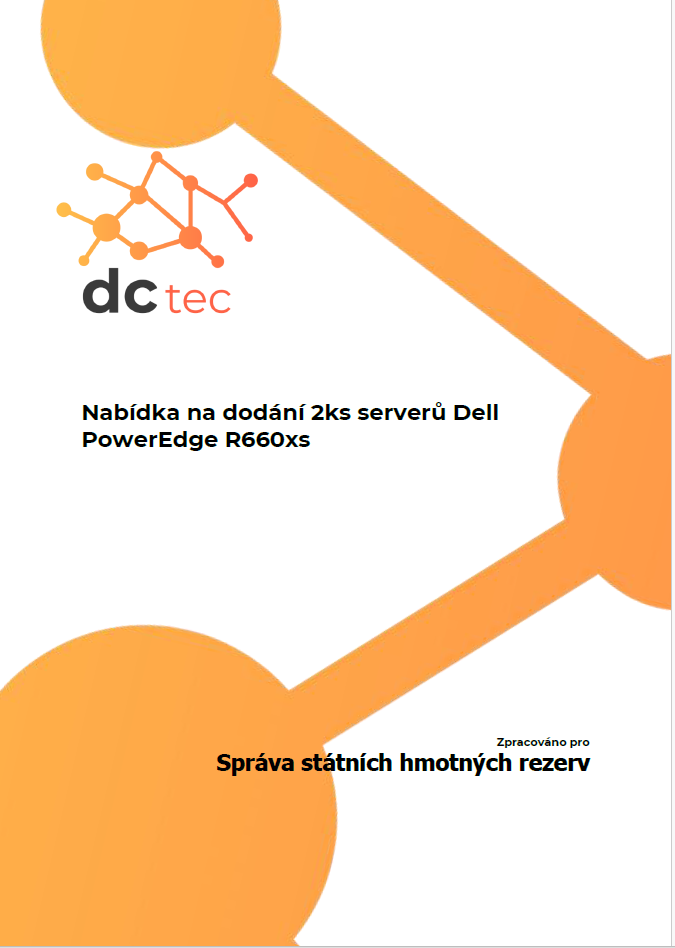 dc tec
Nabídka na dodání 2ks serverů Dell
PowerEdge R660xs
Zpracováno pro
Správa státních hmotných rezerv